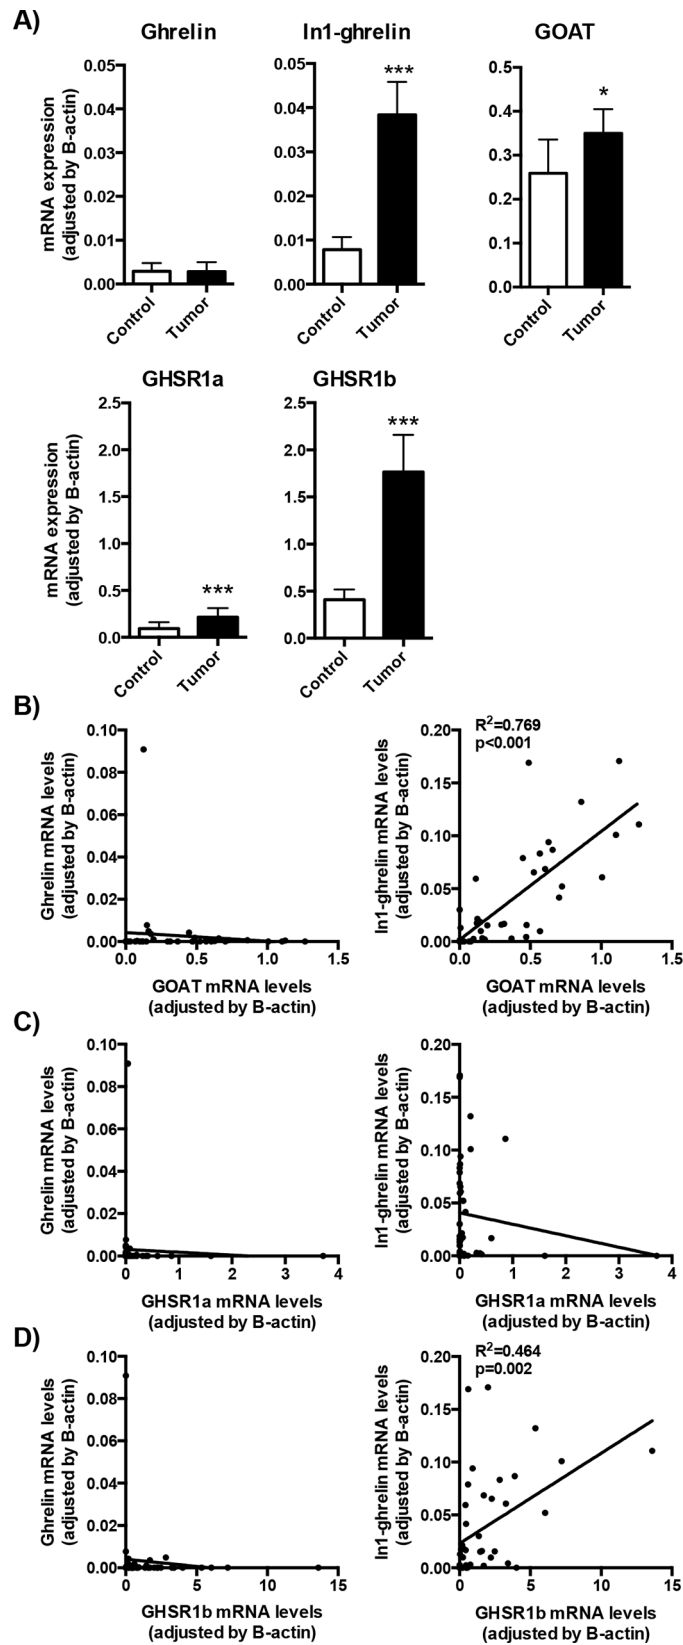 A)
Ghrelin
In1-ghrelin
GOAT
mRNA expression
(adjusted by B-actin)
0.05
0.04
0.03
0.02
0.01
0.00
Control
Tumor
0.05
0.04
0.03
0.02
0.01
0.00
***
Control
Tumor
0.5
0.4
0.3
0.2
0.1
0.0
*
Control
Tumor
GHSR1a
GHSR1b
mRNA expression
(adjusted by B-actin)
2.5
2.0
1.5
1.0
0.5
0.0
***
Control
Tumor
2.5
2.0
1.5
1.0
0.5
0.0
***
Control
Tumor
B)
Ghrelin mRNA levels
(adjusted by B-actin)
0.10
0.08
0.06
0.04
0.02
0.00
0.0 0.5 1.0 1.5
GOAT mRNA levels
(adjusted by B-actin)
In1-ghrelin mRNA levels
(adjusted by B-actin)
0.20
0.15
0.10
0.05
0.00
R2=0.769
p<0.001
0.0 0.5 1.0 1.5
GOAT mRNA levels
(adjusted by B-actin)
C)
Ghrelin mRNA levels
(adjusted by B-actin)
0.10
0.08
0.06
0.04
0.02
0.00
0 1 2 3 4
GHSR1a mRNA levels
(adjusted by B-actin)
In1-ghrelin mRNA levels
(adjusted by B-actin)
0.20
0.15
0.10
0.05
0.00
0 1 2 3 4
GHSR1a mRNA levels
(adjusted by B-actin)
D)
Ghrelin mRNA levels
(adjusted by B-actin)
0.10
0.08
0.06
0.04
0.02
0.00
0 5 10 15
GHSR1b mRNA levels
(adjusted by B-actin)
In1-ghrelin mRNA levels
(adjusted by B-actin)
0.20
0.15
0.10
0.05
0.00
R2=0.464
p=0.002
0 5 10 15
GHSR1b mRNA levels
(adjusted by B-actin)